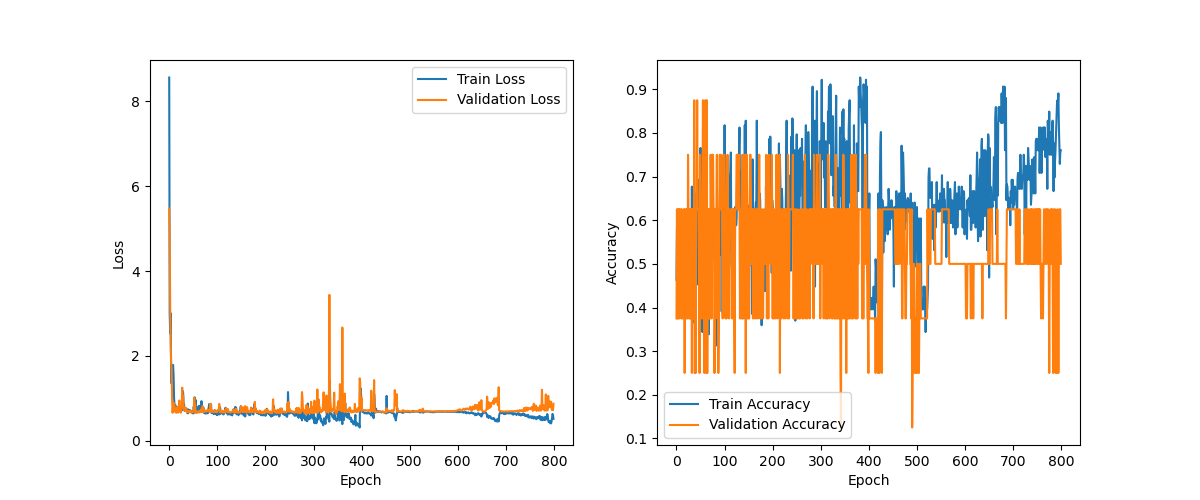 Train Loss
Validation Loss
8
6
4
2
0
Loss
0 100 200 300 400 500 600 700 800
Epoch
0.9
0.8
0.7
0.6
0.5
0.4
0.3
0.2
0.1
Accuracy
Train Accuracy
Validation Accuracy
0 100 200 300 400 500 600 700 800
Epoch